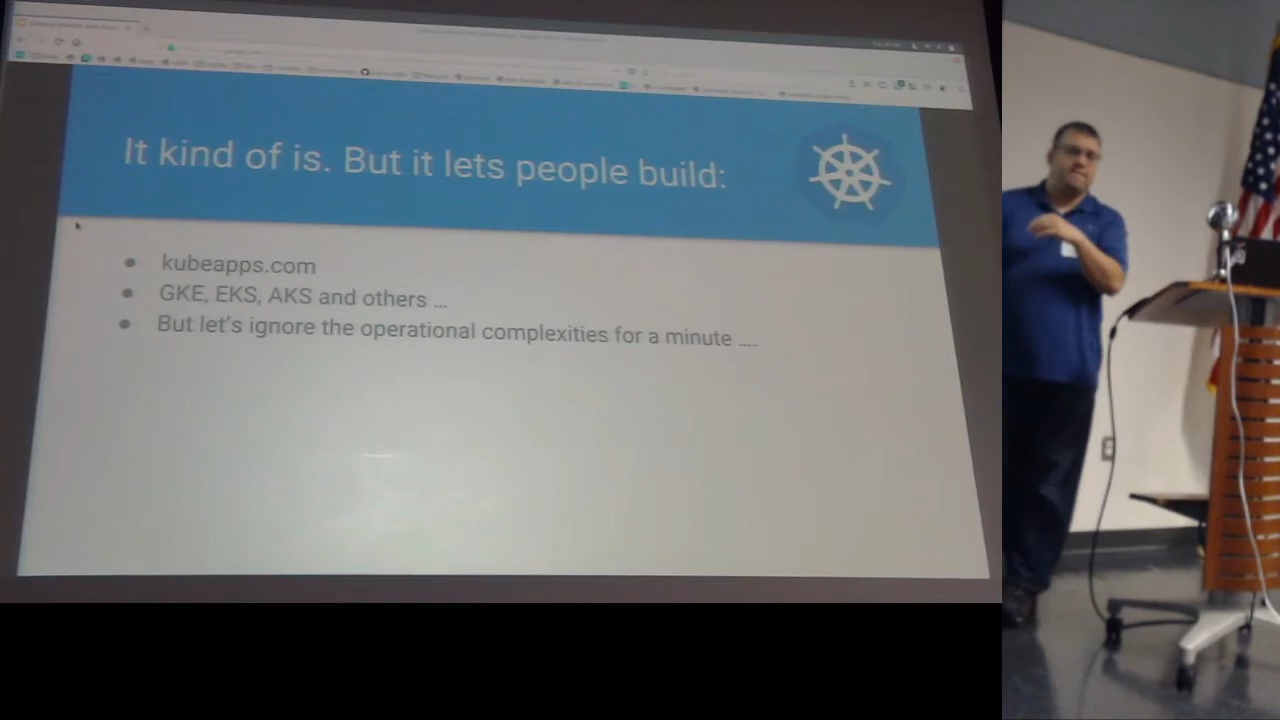 It kind of is. But it lets people build:
kubeapps.com
GKE, EKS, AKS and others ...
But let's ignore the operational complexities for a minute ....